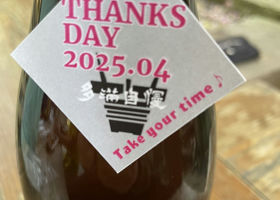 THANKS
DAY
2025.04
多満自慢
Take your time♪